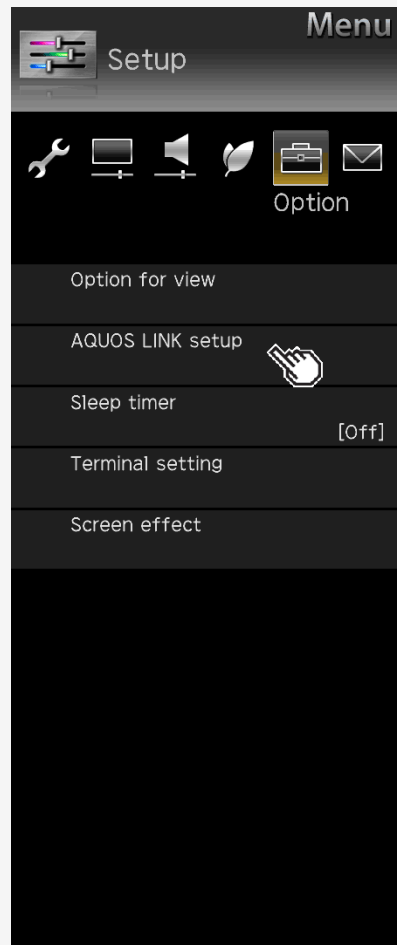 Menu
Setup
Option
Option for view
AQUOS LINK setup
Sleep timer
[Off]
Terminal setting
Screen effect